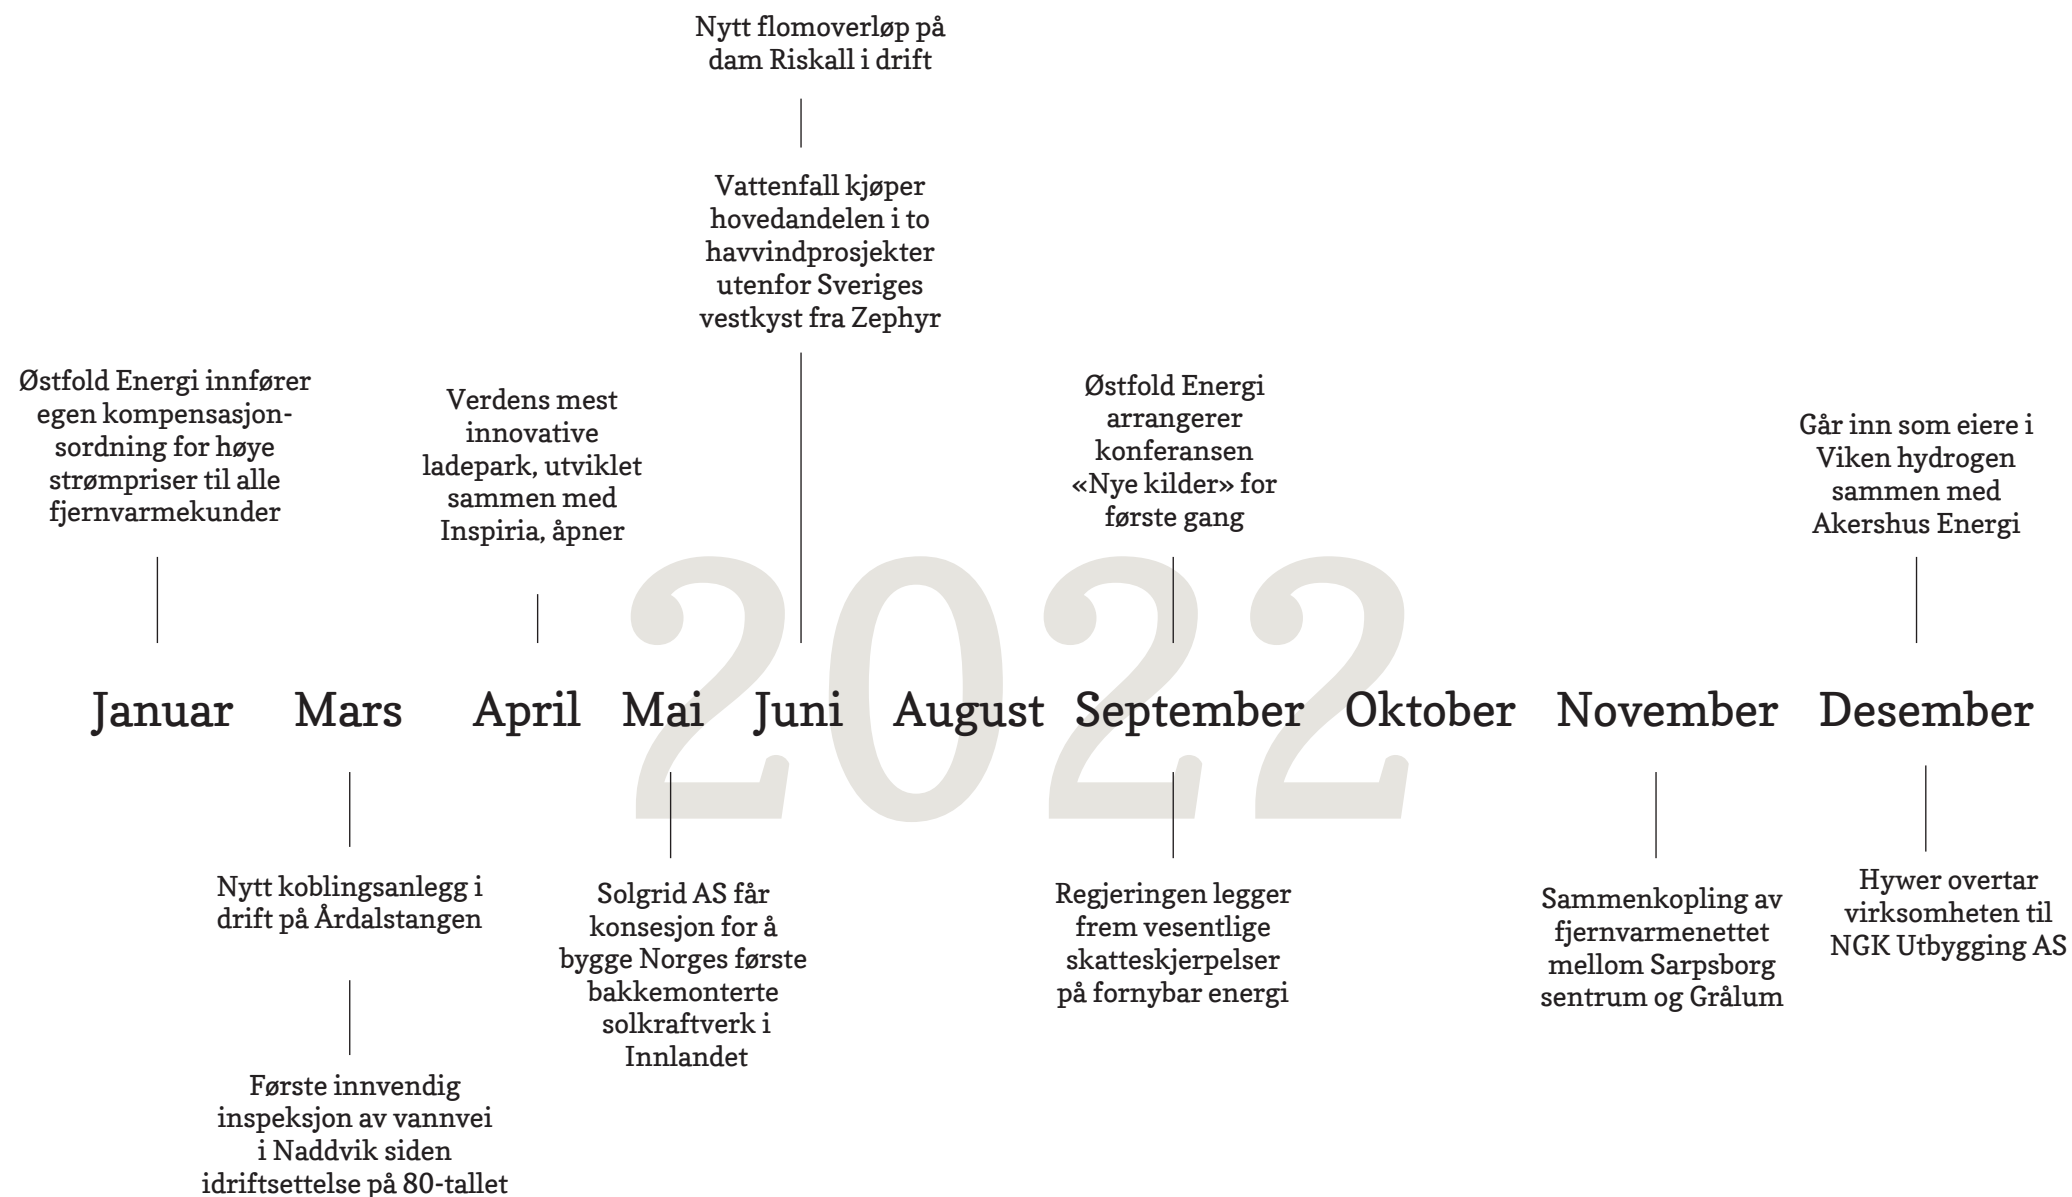 Nytt flomoverløp på
dam Riskall i drift
Vattenfall kjøper
hovedandelen i to
havvindprosjekter
utenfor Sveriges
vestkyst fra Zephyr
Østfold Energi innfører
egen kompensasjon-
sordning for høye
strømpriser til alle
fjernvarmekunder
Verdens mest
innovative
ladepark, utviklet
sammen med
Inspiria, åpner
Østfold Energi
arrangerer
konferansen
«Nye kilder» for
første gang
Går inn som eiere i
Viken hydrogen
sammen med
Akershus Energi
2022
Januar Mars April Mai Juni August September Oktober November Desember
Nytt koblingsanlegg i
drift på Årdalstangen
Første innvendig
inspeksjon av vannvei
i Naddvik siden
idriftsettelse på 80-tallet
Solgrid AS får
konsesjon for å
bygge Norges første
bakkemonterte
solkraftverk i
Innlandet
Regjeringen legger
frem vesentlige
skatteskjerpelser
på fornybar energi
Sammenkopling av
fjernvarmenettet
mellom Sarpsborg
sentrum og Grålum
Hywer overtar
virksomheten til
NGK Utbygging AS